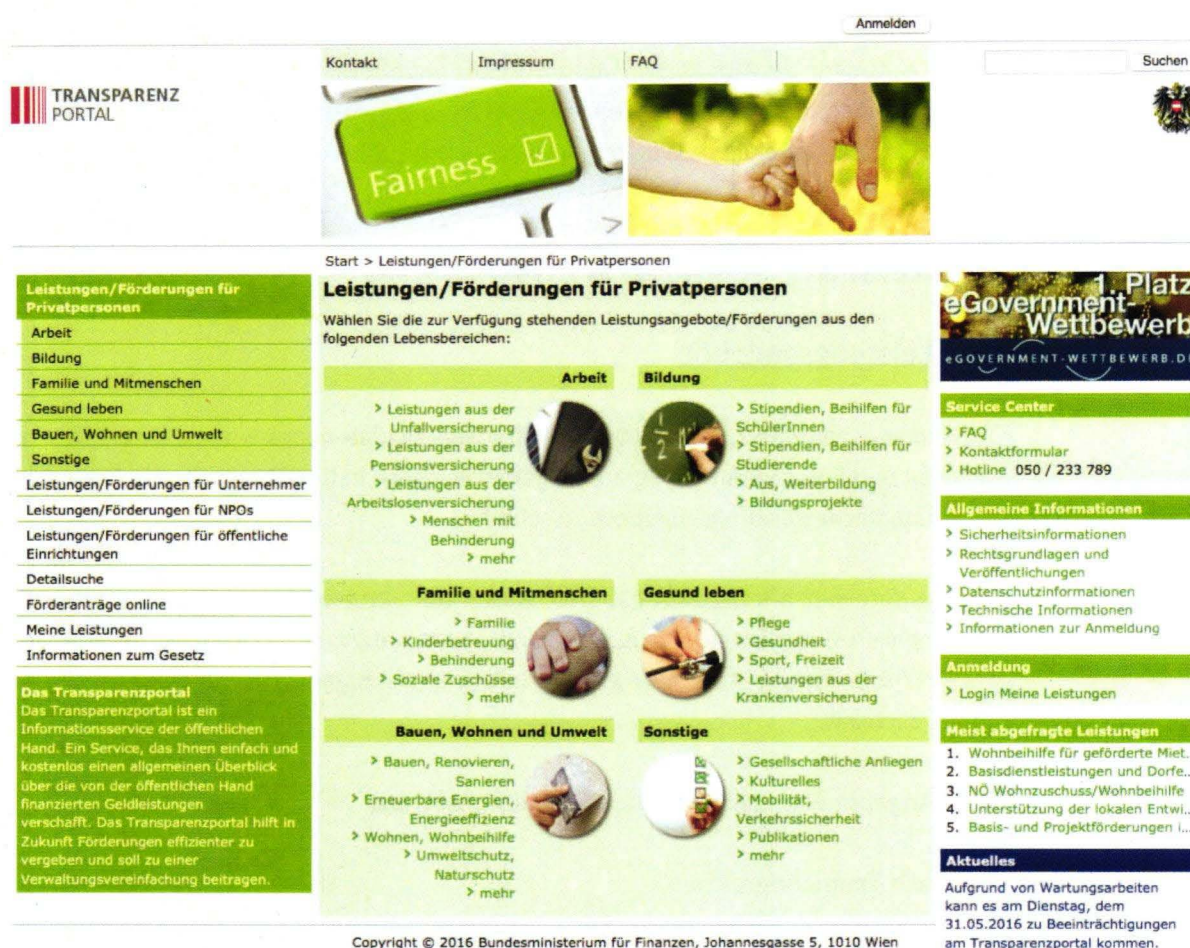 Anmelden
Kontakt
Impressum
FAQ
Suchen
TRANSPARENZ
PORTAL
Fairness
Start > Leistungen/Förderungen für Privatpersonen
Leistungen/Förderungen für
Privatpersonen
Arbeit
Bildung
Familie und Mitmenschen
Gesund leben
Bauen, Wohnen und Umwelt
Sonstige
Leistungen/Förderungen für Unternehmer
Leistungen/Förderungen für NPOs
Leistungen/Förderungen für öffentliche
Einrichtungen
Detailsuche
Förderanträge online
Meine Leistungen
Informationen zum Gesetz
Das Transparenzportal
Das Transparenzportal ist ein
Informationsservice der öffentlichen
Hand. Ein Service, das Ihnen einfach und
kostenlos einen allgemeinen Überblick
über die von der öffentlichen Hand
finanzierten Geldleistungen
verschafft. Das Transparenzportal hilft in
Zukunft Förderungen effizienter zu
vergeben und soll zu einer
Verwaltungsvereinfachung beitragen.
Leistungen/Förderungen für Privatpersonen
Wählen Sie die zur Verfügung stehenden Leistungsangebote/Förderungen aus den
folgenden Lebensbereichen:
Arbeit
> Leistungen aus der
Unfallversicherung
> Leistungen aus der
Pensionsversicherung
> Leistungen aus der
Arbeitslosenversicherung
> Menschen mit
Behinderung
> mehr
Bildung
> Stipendien, Beihilfen für
SchülerInnen
> Stipendien, Beihilfen für
Studierende
> Aus, Weiterbildung
> Bildungsprojekte
Familie und Mitmenschen
> Familie
> Kinderbetreuung
> Behinderung
> Soziale Zuschüsse
> mehr
Gesund leben
> Pflege
> Gesundheit
> Sport, Freizeit
> Leistungen aus der
Krankenversicherung
Bauen, Wohnen und Umwelt
> Bauen, Renovieren,
Sanieren
> Erneuerbare Energien,
Energieeffizienz
> Wohnen, Wohnbeihilfe
> Umweltschutz,
Naturschutz
> mehr
Sonstige
> Gesellschaftliche Anliegen
> Kulturelles
> Mobilität,
Verkehrssicherheit
> Publikationen
> mehr
1. Platz
eGovernment-
Wettbewerb
eGOVERNMENT-WETTBEWERB.DE
Service Center
> FAQ
> Kontaktformular
> Hotline 050 / 233 789
Allgemeine Informationen
> Sicherheitsinformationen
> Rechtsgrundlagen und
Veröffentlichungen
> Datenschutzinformationen
> Technische Informationen
> Informationen zur Anmeldung
Anmeldung
> Login Meine Leistungen
Meist abgefragte Leistungen
1. Wohnbeihilfe für geförderte Miet..
2. Basisdienstleistungen und Dorfe..
3. NÖ Wohnzuschuss/Wohnbeihilfe
4. Unterstützung der lokalen Entwi..
5. Basis- und Projektförderungen i...
Aktuelles
Aufgrund von Wartungsarbeiten
kann es am Dienstag, dem
31.05.2016 zu Beeinträchtigungen
am Transparenzportal kommen.
Copyright © 2016 Bundesministerium für Finanzen, Johannesgasse 5, 1010 Wien